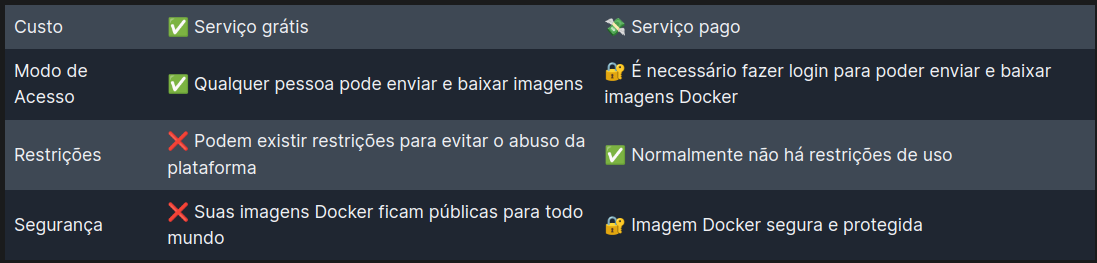 Custo ✅ Serviço grátis 💸 Serviço pago
Modo de
Acesso
✅ Qualquer pessoa pode enviar e baixar imagens
🔐 É necessário fazer login para poder enviar e baixar
imagens Docker
Restrições
❌ Podem existir restrições para evitar o abuso da
plataforma
✅ Normalmente não há restrições de uso
Segurança
❌ Suas imagens Docker ficam públicas para todo
mundo
🔐 Imagem Docker segura e protegida